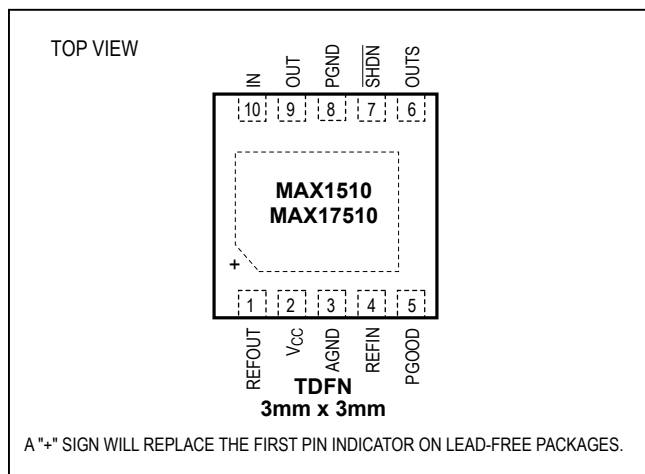 TOP VIEW
IN OUT PGND SHDN OUTS
10 9 8 7 6
MAX1510
MAX17510
+
1 2 3 4 5
REFOUT VCC AGND REFIN PGOOD
TDFN
3mm x 3mm
A "+" SIGN WILL REPLACE THE FIRST PIN INDICATOR ON LEAD-FREE PACKAGES.